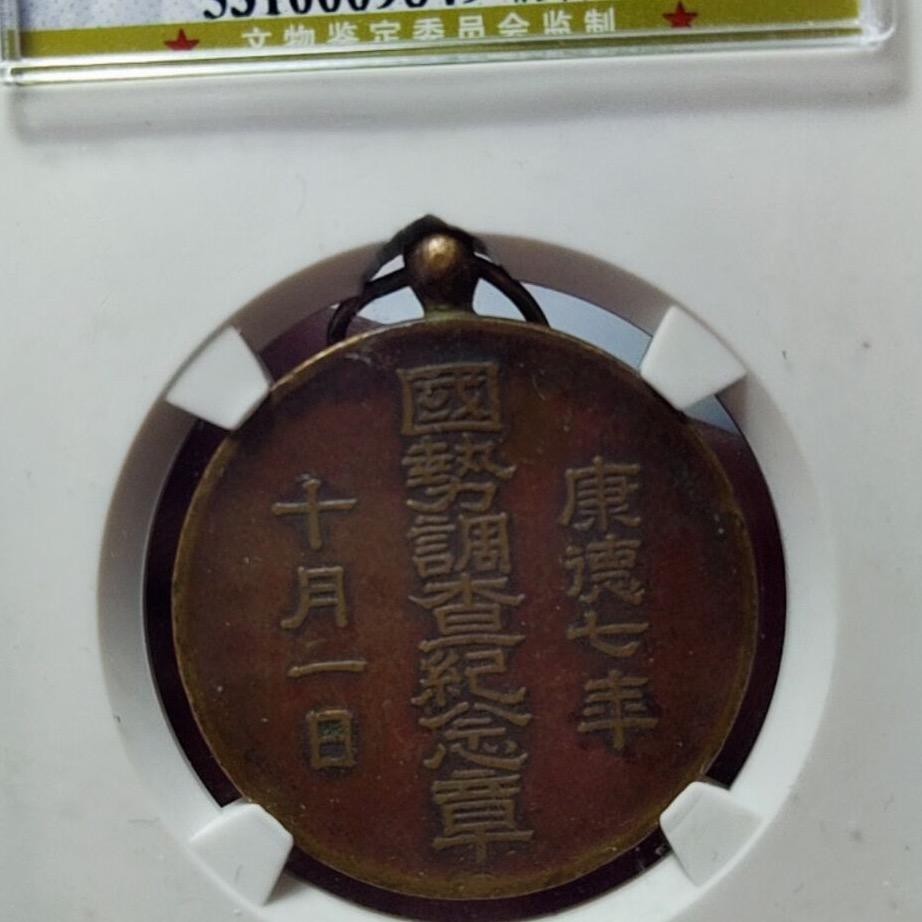 文物鉴定委员会监制
康德七年
國勢調查紀念章
十月一日